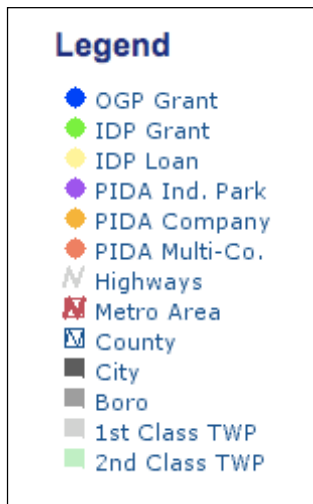 Legend
OGP Grant
IDP Grant
IDP Loan
PIDA Ind. Park
PIDA Company
PIDA Multi-Co.
Highways
Metro Area
County
City
Boro
1st Class TWP
2nd Class TWP